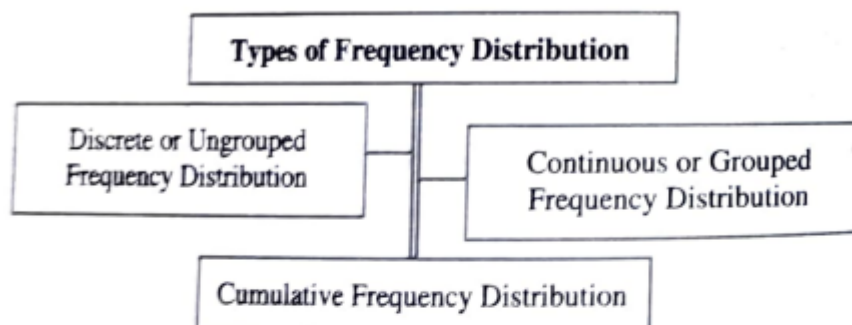 Types of Frequency Distribution
Discrete or Ungrouped
Frequency Distribution
Continuous or Grouped
Frequency Distribution
Cumulative Frequency Distribution